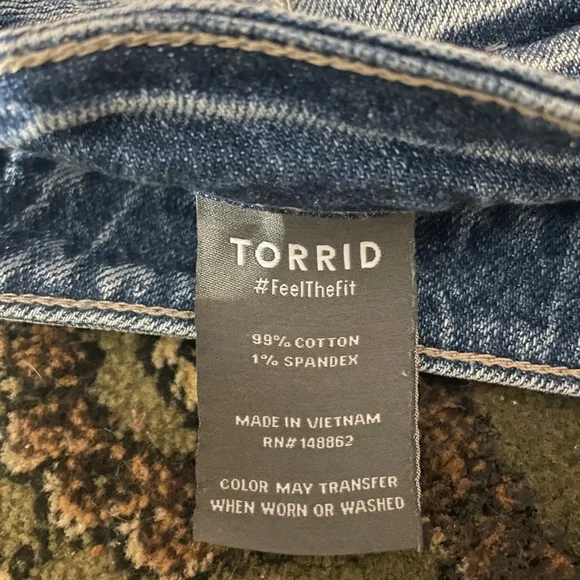 TORRID
#FeelTheFit
99% COTTON
1% SPANDEX
MADE IN VIETNAM
RN# 148862
COLOR MAY TRANSFER
WHEN WORN OR WASHED